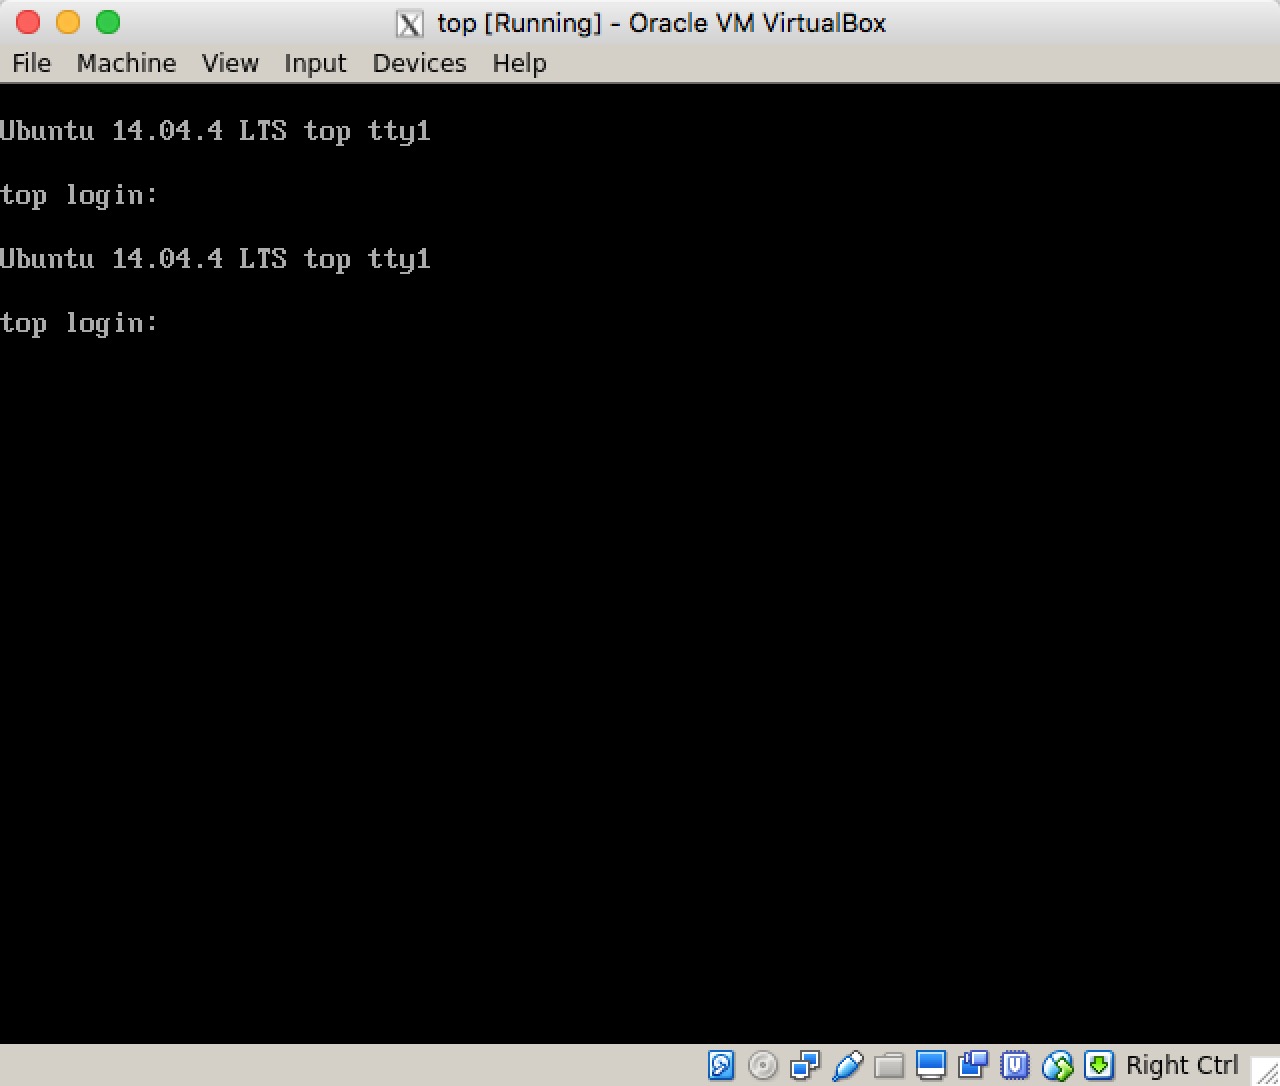 top [Running] - Oracle VM VirtualBox
File Machine View Input Devices Help
Ubuntu 14.04.4 LTS top tty1
top login:
Ubuntu 14.04.4 LTS top tty1
top login:
Right Ctrl